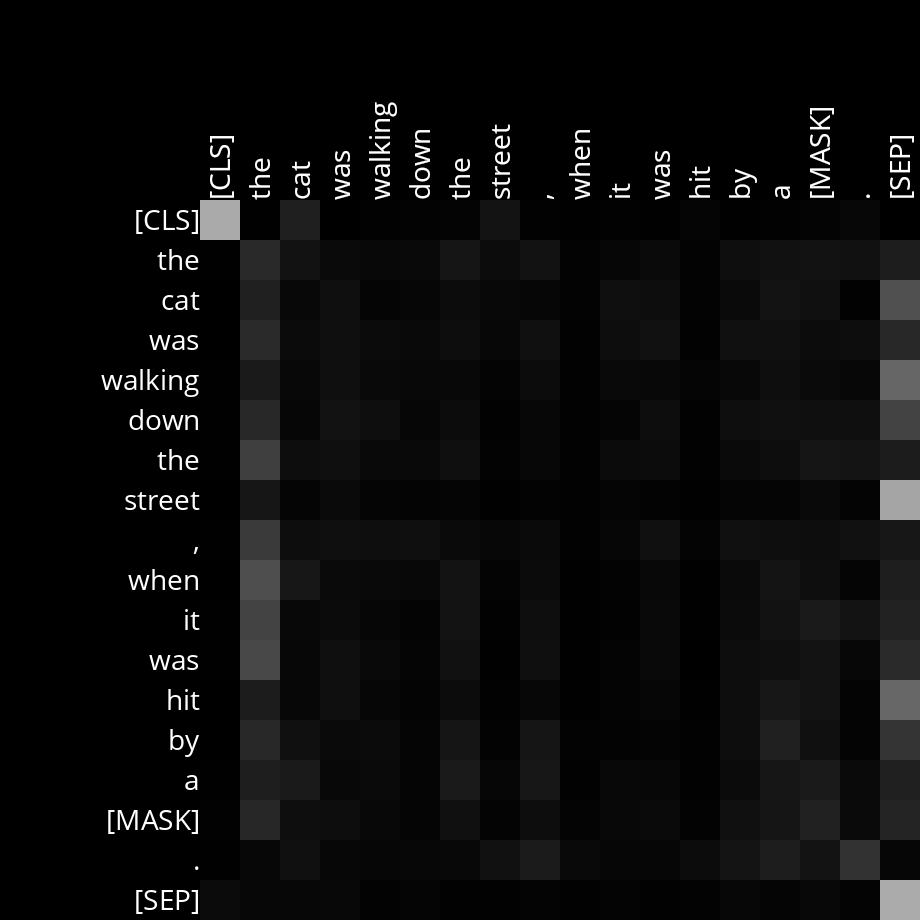 [CLS]
the
cat
was
walking
down
the
street
,
when
it
was
hit
by
a
[MASK]
.
[SEP]
[CLS]
the
cat
was
walking
down
the
street
,
when
it
was
hit
by
a
[MASK]
.
[SEP]